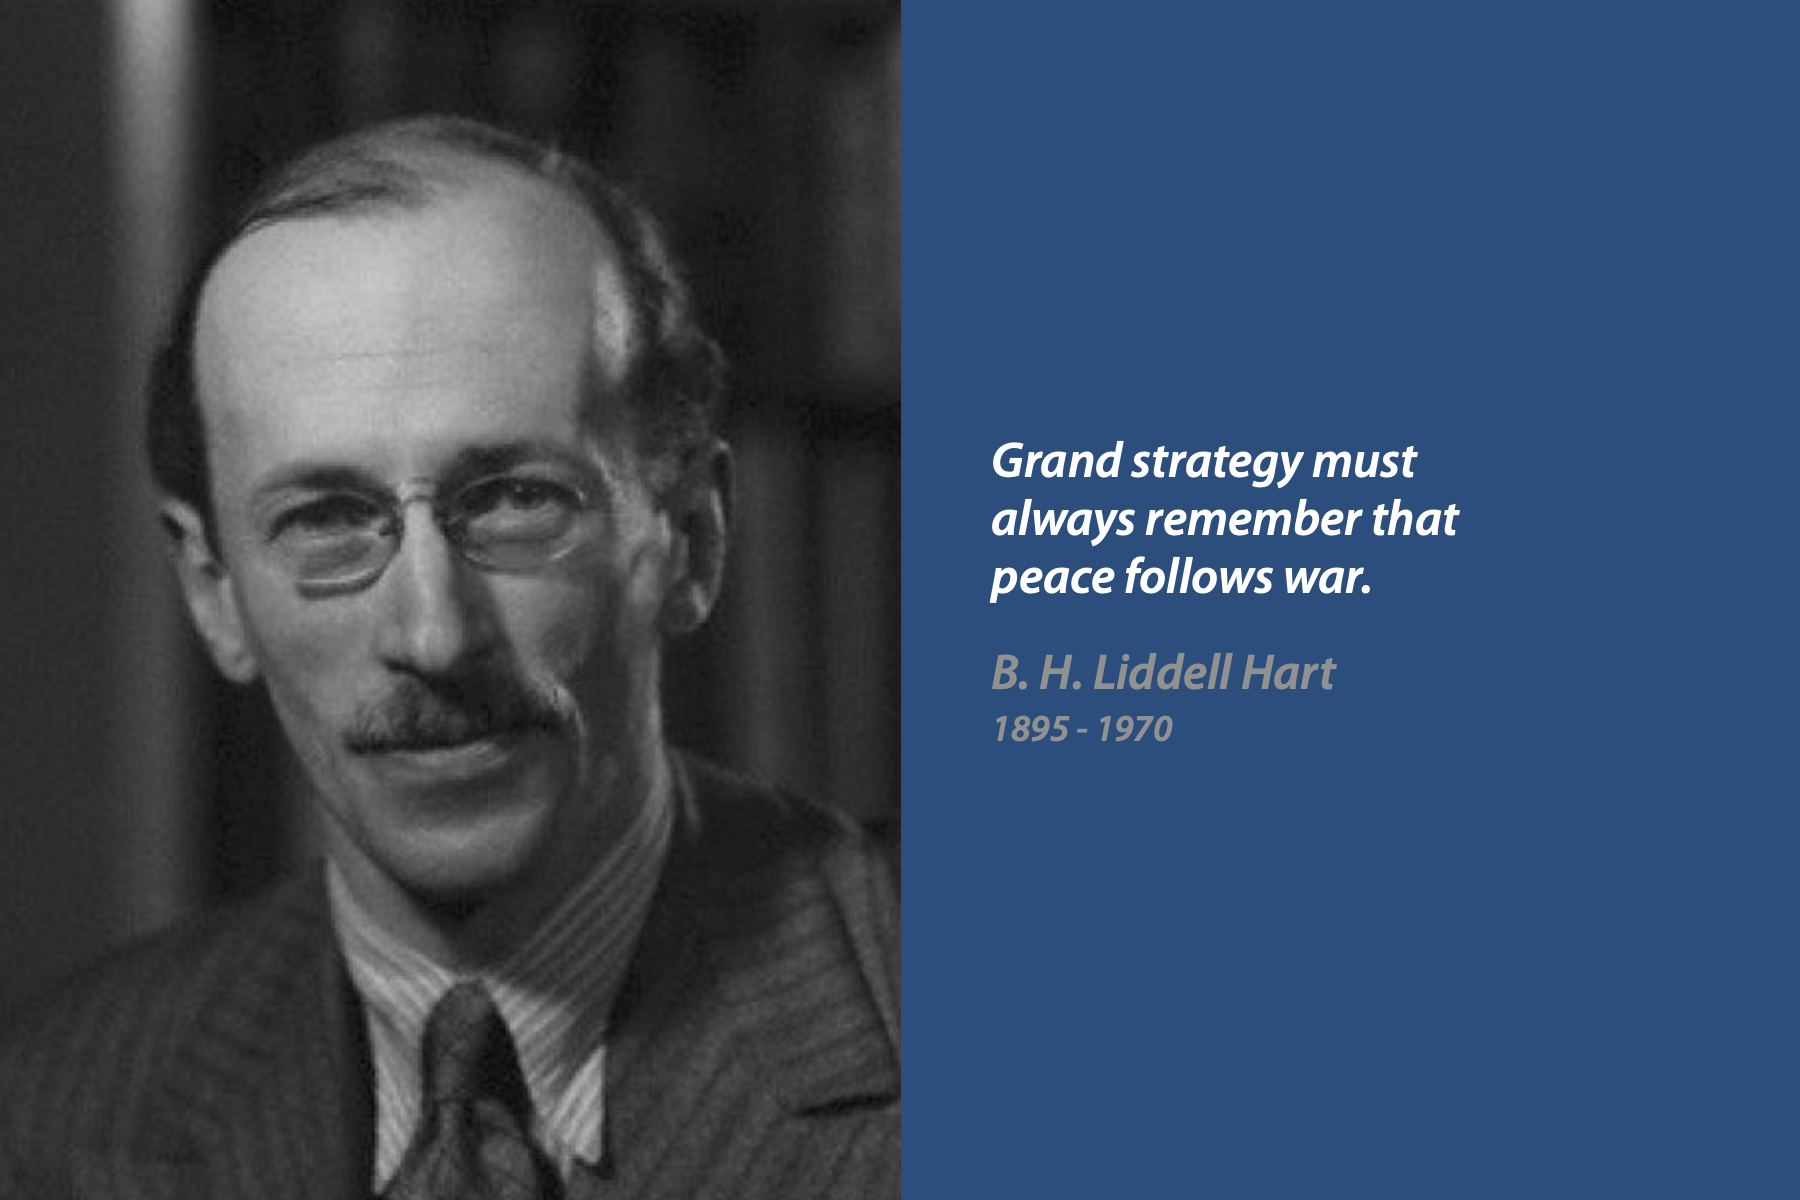 Grand strategy must
always remember that
peace follows war.
B. H. Liddell Hart
1895 - 1970